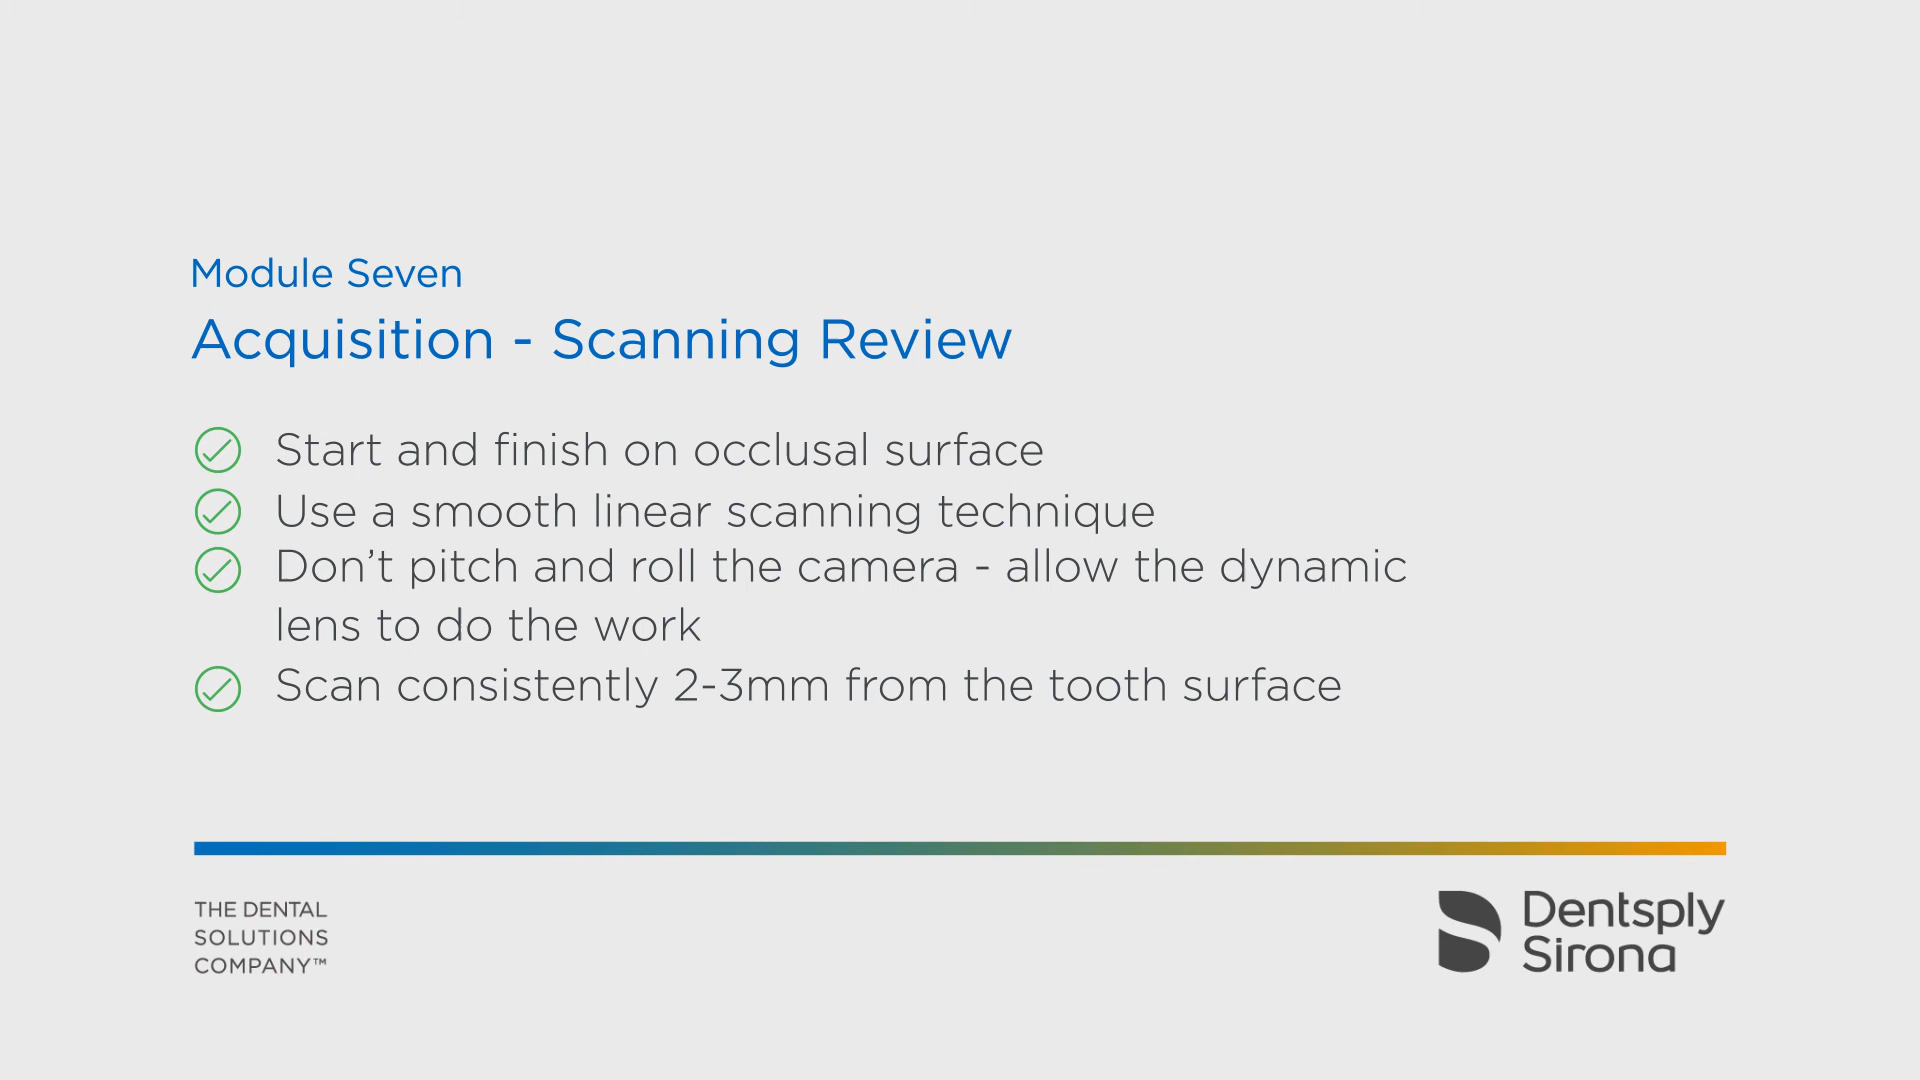 Module Seven
Acquisition - Scanning Review
Start and finish on occlusal surface
Use a smooth linear scanning technique
Don’t pitch and roll the camera - allow the dynamic
lens to do the work
Scan consistently 2-3mm from the tooth surface
THE DENTAL
SOLUTIONS
COMPANY™
Dentsply
Sirona